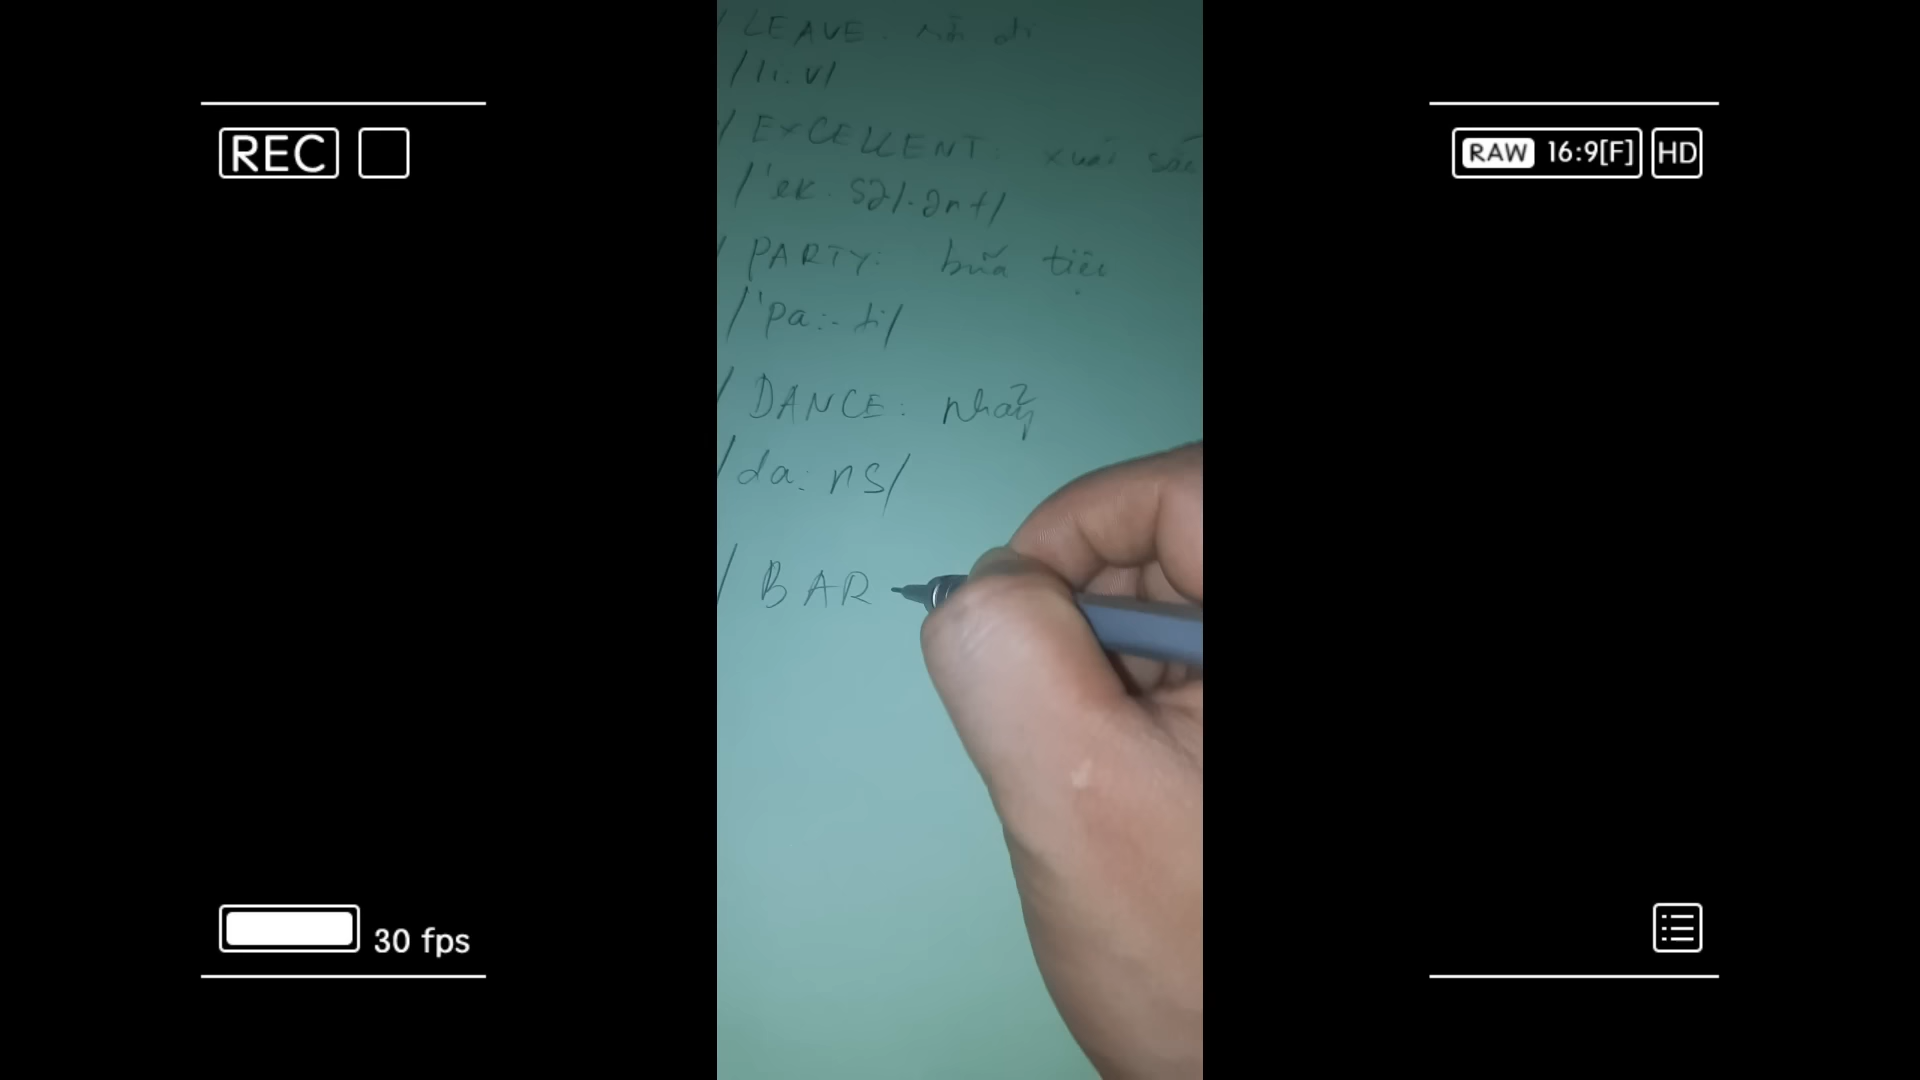 REC
RAW 16:9[F] HD
/ LEAVE: rời đi
/li:v/
/ EXCELLENT: xuất sắc
/'ek.səl.ənt/
/ PARTY: bữa tiệc
/'pa:.ti/
/ DANCE: nhảy
/da:ns/
/ BAR
30 fps